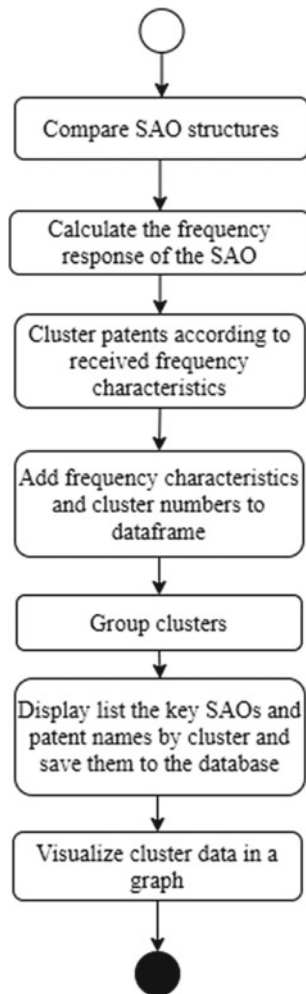 Compare SAO structures
Calculate the frequency
response of the SAO
Cluster patents according to
received frequency
characteristics
Add frequency characteristics
and cluster numbers to
dataframe
Group clusters
Display list the key SAOs and
patent names by cluster and
save them to the database
Visualize cluster data in a
graph